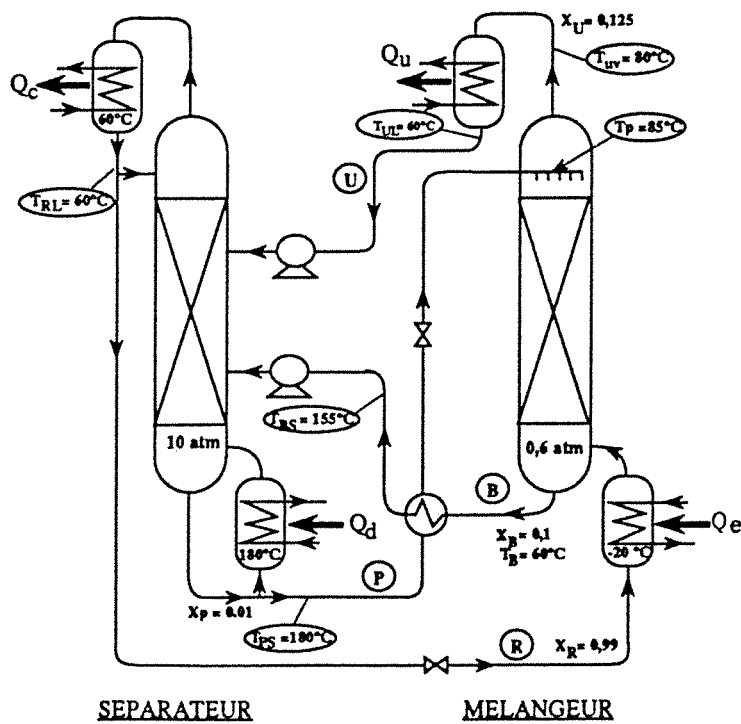 X_U = 0,125
Q_c
60°C
Q_u
T_uv = 80°C
T_UL = 60°C
T_P = 85°C
T_RL = 60°C
U
T_BS = 155°C
10 atm
0,6 atm
B
Q_d
180°C
X_B = 0,1
T_B = 60°C
Q_e
-20 °C
P
X_P = 0.01
T_PS = 180°C
R
X_R = 0,99
SEPARATEUR
MELANGEUR